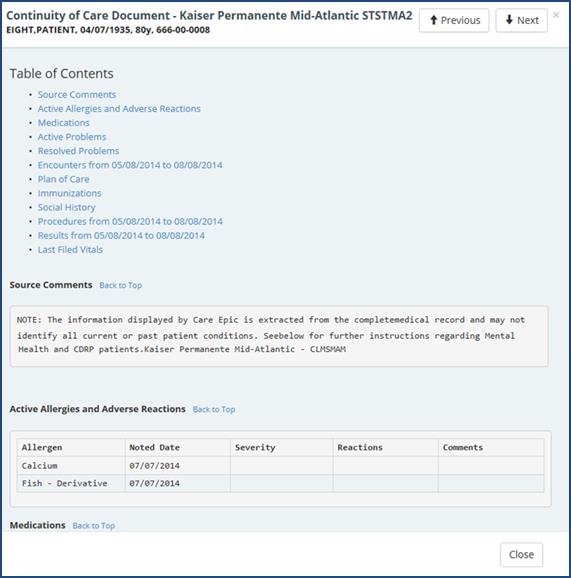 Continuity of Care Document - Kaiser Permanente Mid-Atlantic STSTMA2
EIGHT,PATIENT, 04/07/1935, 80y, 666-00-0008
Previous
Next
×
Table of Contents
• Source Comments
• Active Allergies and Adverse Reactions
• Medications
• Active Problems
• Resolved Problems
• Encounters from 05/08/2014 to 08/08/2014
• Plan of Care
• Immunizations
• Social History
• Procedures from 05/08/2014 to 08/08/2014
• Results from 05/08/2014 to 08/08/2014
• Last Filed Vitals
Source Comments Back to Top
NOTE: The information displayed by Care Epic is extracted from the completemedical record and may not
identify all current or past patient conditions. Seebelow for further instructions regarding Mental
Health and CDRP patients.Kaiser Permanente Mid-Atlantic - CLMSMAM
Active Allergies and Adverse Reactions Back to Top
Allergen Noted Date Severity Reactions Comments
Calcium 07/07/2014
Fish - Derivative 07/07/2014
Medications Back to Top
Close